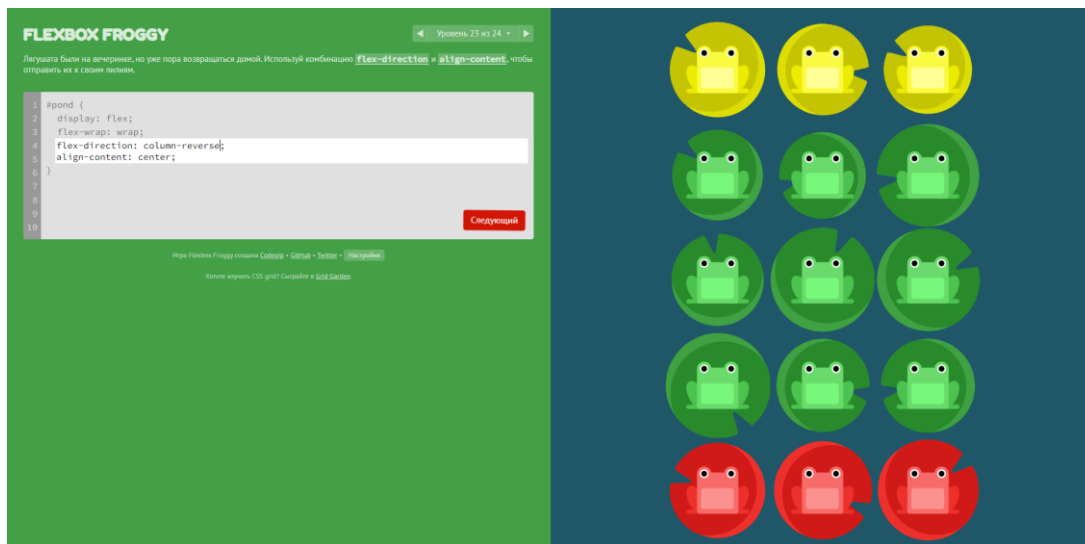 FLEXBOX FROGGY
Уровень 23 из 24
Лягушата были на вечеринке, но уже пора возвращаться домой. Используй комбинацию flex-direction и align-content, чтобы
отправить их к своим лилиям.
1 #pond {
2 display: flex;
3 flex-wrap: wrap;
4 flex-direction: column-reverse;
5 align-content: center;
6 }
7
8
9
10
Следующий
Игра Flexbox Froggy создана Codepip • GitHub • Twitter • Настройки
Хотите изучить CSS grid? Сыграйте в Grid Garden.